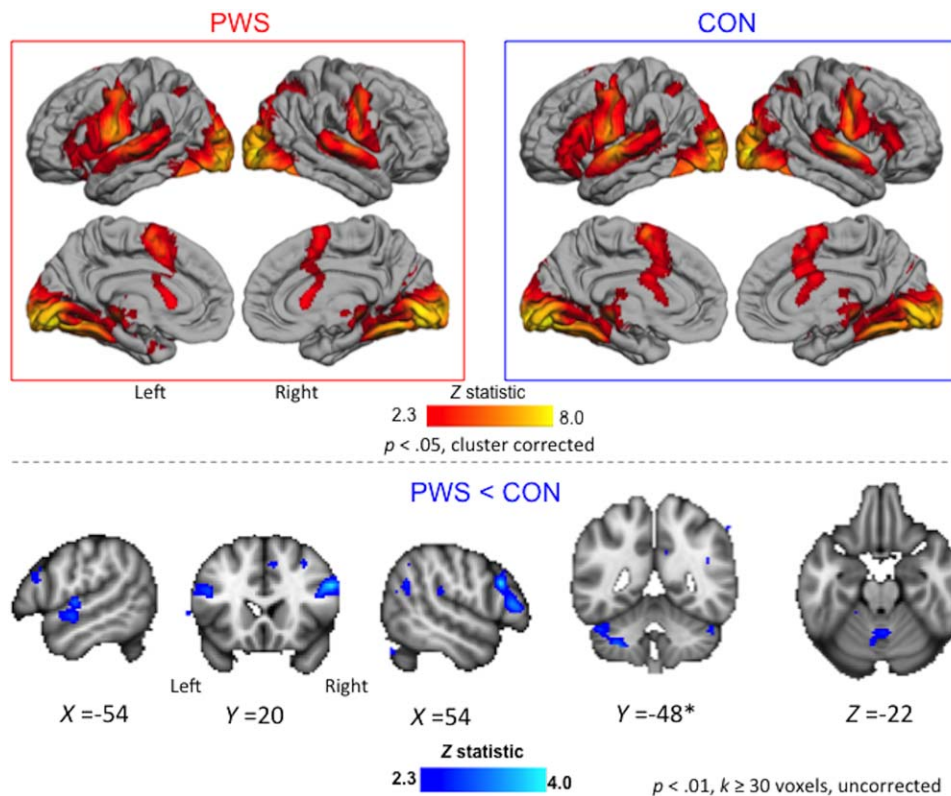 PWS CON
Left Right
Z statistic
2.3 8.0
p < .05, cluster corrected
PWS < CON
Left Right
X =-54 Y =20 X =54 Y =-48* Z =-22
Z statistic
2.3 4.0
p < .01, k ≥ 30 voxels, uncorrected